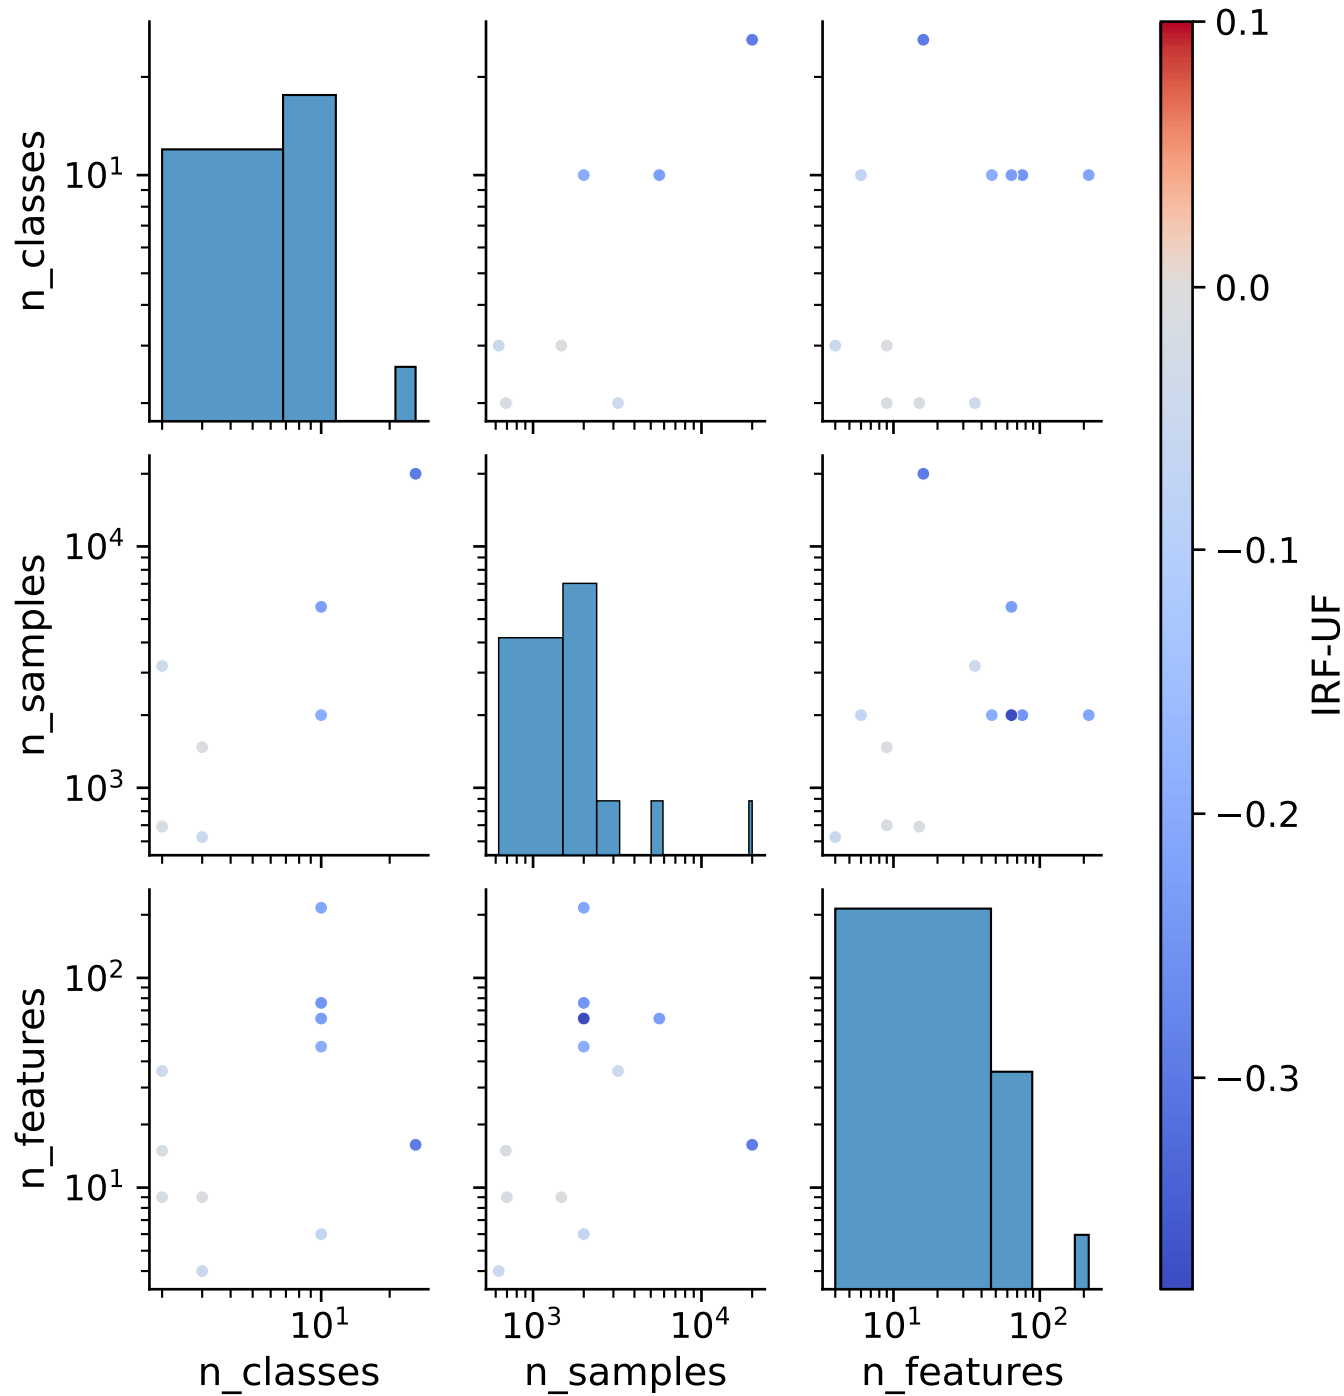 n_classes
10¹
0.1
0.0
−0.1
−0.2
−0.3
IRF-UF
n_samples
10⁴
10³
n_features
10²
10¹
10¹
10³ 10⁴
10¹ 10²
n_classes n_samples n_features